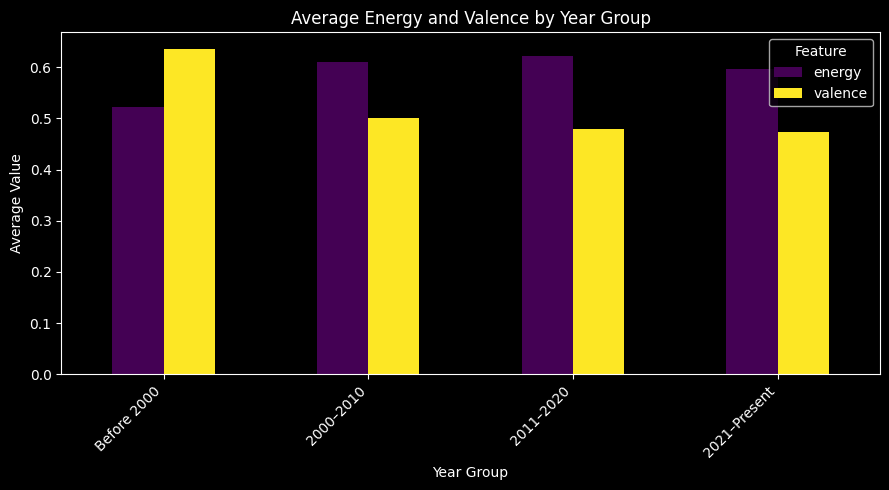 Average Energy and Valence by Year Group
Feature
energy
valence
Average Value
0.6
0.5
0.4
0.3
0.2
0.1
0.0
Before 2000
2000–2010
2011–2020
2021–Present
Year Group